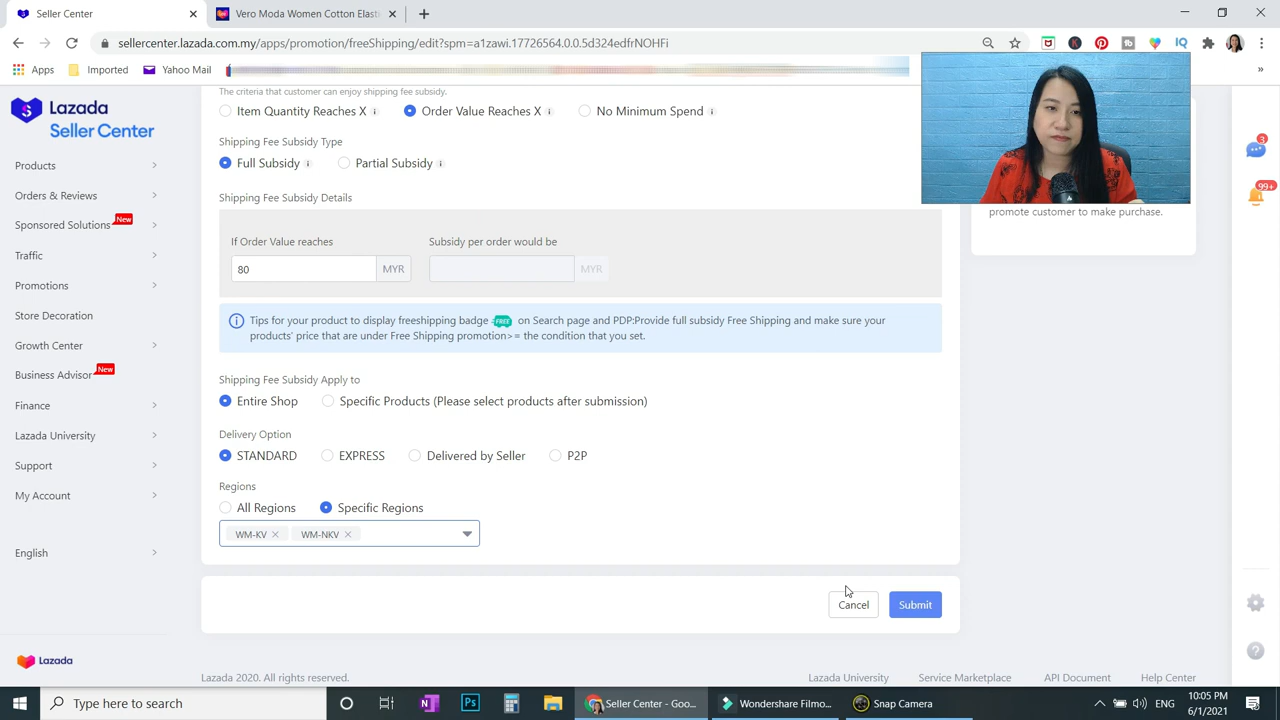 Seller Center
Vero Moda Women Cotton Elast
sellercenter.lazada.com.my/apps/promotion/freeShipping/edit?spm=a1zawi.17726564.0.0.5d324edfrNOHFi
Apps
Imported
Yahoo Mail
Lazada
Seller Center
Products
Orders & Reviews
Sponsored Solutions
New
Traffic
Promotions
Store Decoration
Growth Center
Business Advisor
New
Finance
Lazada University
Support
My Account
English
Lazada
The criteria that customer can enjoy shipping fee subsidy.
Item Quantity Reaches X
Order Value Reaches X
No Minimum Spend
Shipping Fee Subsidy Type
Full Subsidy
Partial Subsidy
Shipping Fee Subsidy Details
If Order Value reaches
Subsidy per order would be
80
MYR
MYR
Tips for your product to display freeshipping badge FREE on Search page and PDP:Provide full subsidy Free Shipping and make sure your
products' price that are under Free Shipping promotion>= the condition that you set.
Shipping Fee Subsidy Apply to
Entire Shop
Specific Products (Please select products after submission)
Delivery Option
STANDARD
EXPRESS
Delivered by Seller
P2P
Regions
All Regions
Specific Regions
WM-KV
WM-NKV
Cancel
Submit
promote customer to make purchase.
3
99+
Lazada 2020. All rights reserved.
Lazada University
Service Marketplace
API Document
Help Center
Type here to search
Seller Center - Goo...
Wondershare Filmo...
Snap Camera
ENG
10:05 PM
6/1/2021